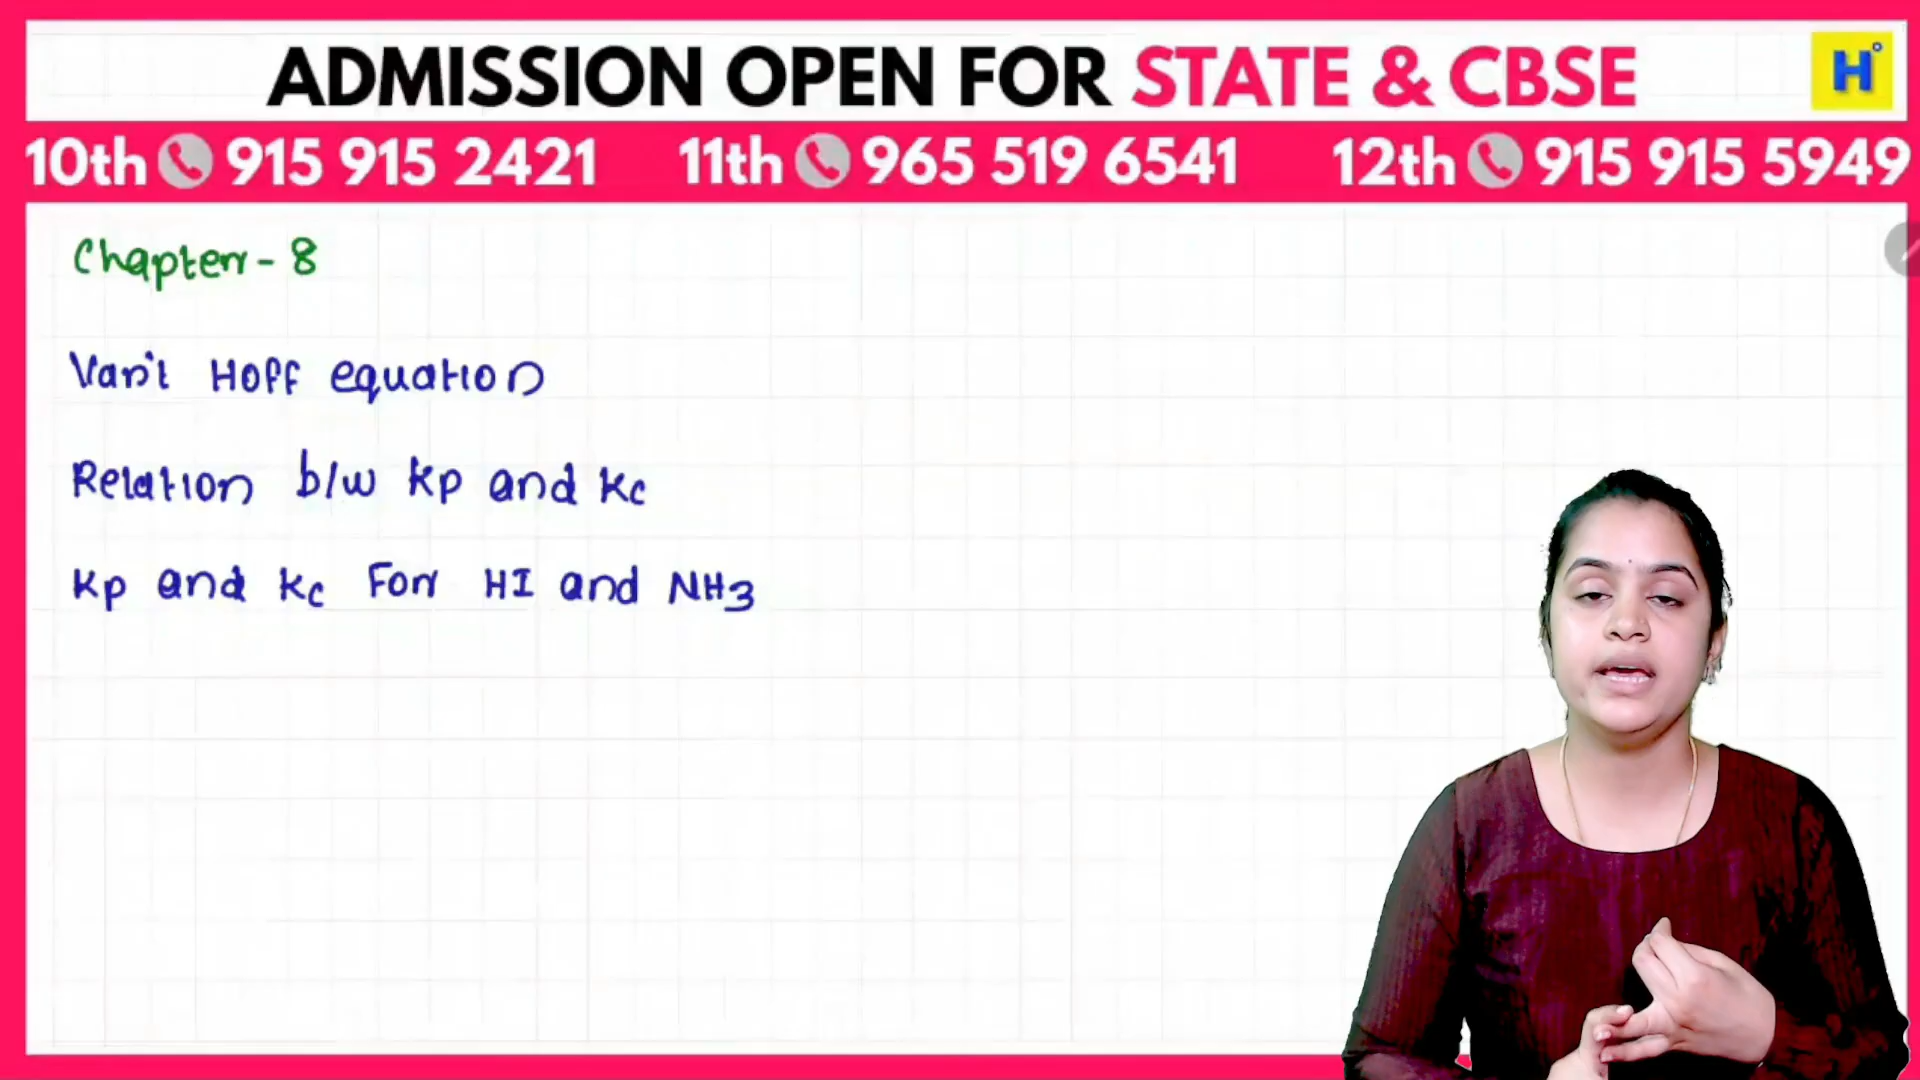 ADMISSION OPEN FOR STATE & CBSE H°
10th 915 915 2421 11th 965 519 6541 12th 915 915 5949
Chapter - 8
Van't Hoff equation
Relation b/w kp and kc
kp and kc For HI and NH3